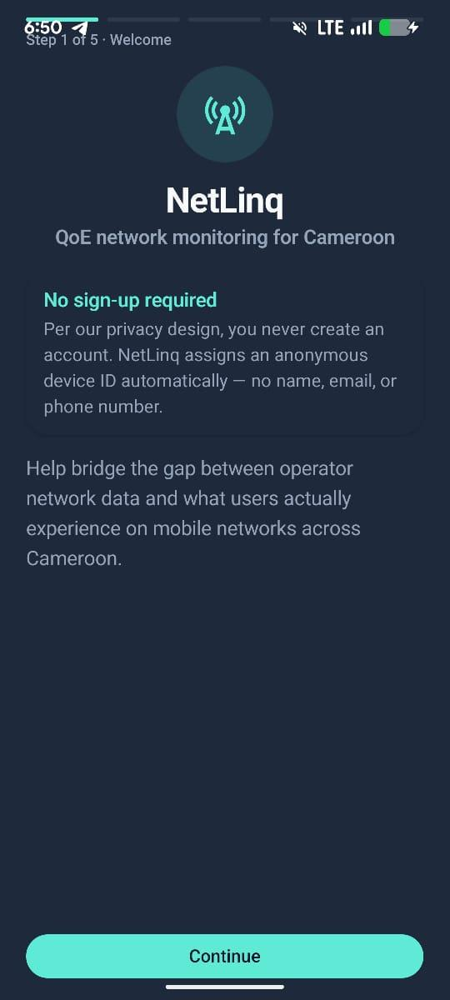 6:50 LTE
Step 1 of 5 · Welcome
NetLinq
QoE network monitoring for Cameroon
No sign-up required
Per our privacy design, you never create an
account. NetLinq assigns an anonymous
device ID automatically — no name, email, or
phone number.
Help bridge the gap between operator
network data and what users actually
experience on mobile networks across
Cameroon.
Continue